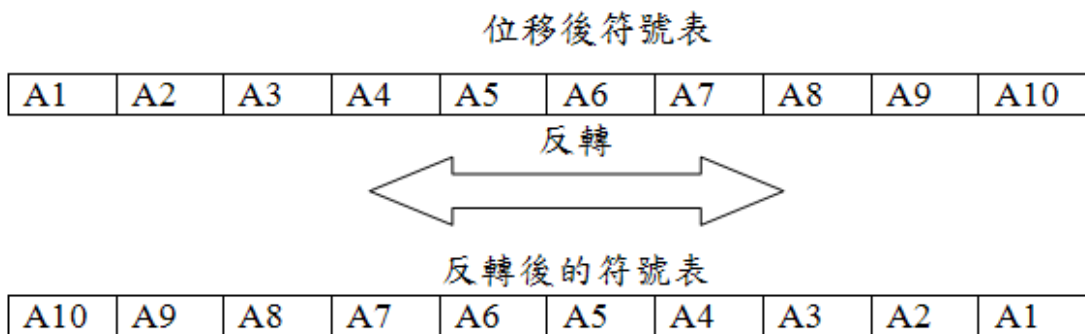 位移後符號表
A1 A2 A3 A4 A5 A6 A7 A8 A9 A10
反轉
反轉後的符號表
A10 A9 A8 A7 A6 A5 A4 A3 A2 A1